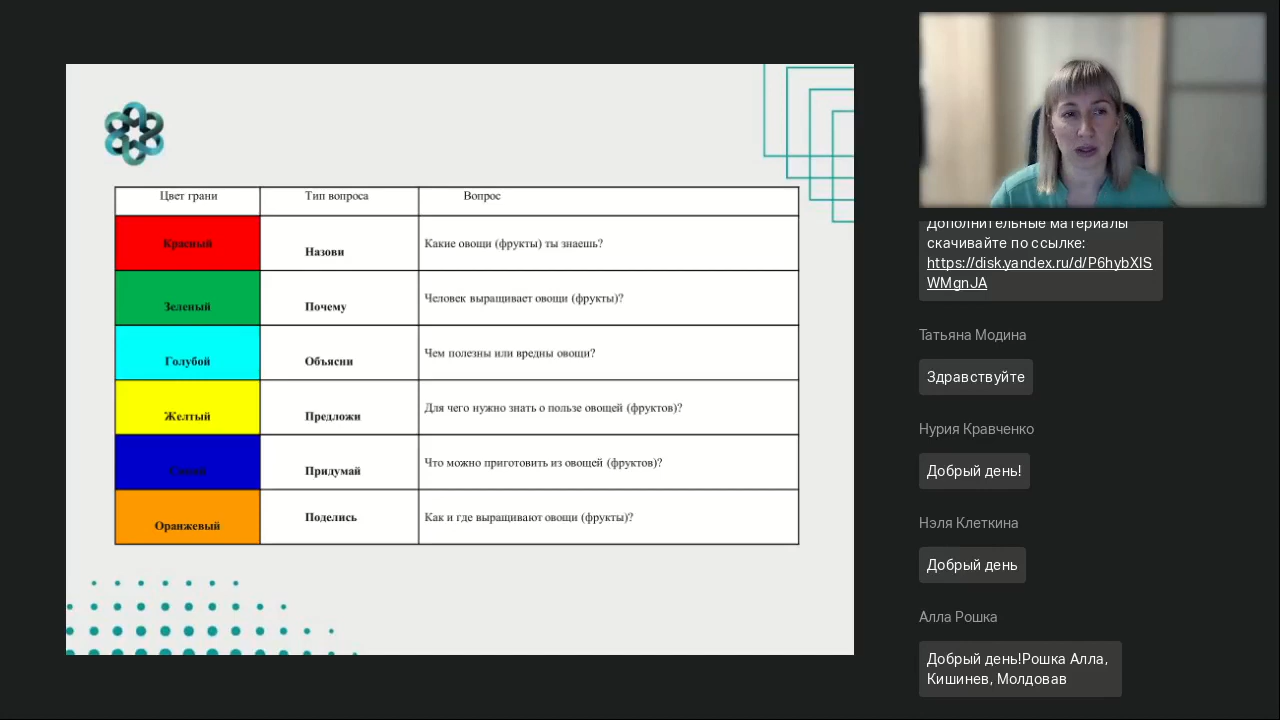 Цвет грани Тип вопроса Вопрос
Красный Назови Какие овощи (фрукты) ты знаешь?
Зеленый Почему Человек выращивает овощи (фрукты)?
Голубой Объясни Чем полезны или вредны овощи?
Желтый Предложи Для чего нужно знать о пользе овощей (фруктов)?
Синий Придумай Что можно приготовить из овощей (фруктов)?
Оранжевый Поделись Как и где выращивают овощи (фрукты)?
Дополнительные материалы
скачивайте по ссылке:
https://disk.yandex.ru/d/P6hybXIS
WMgnJA
Татьяна Модина
Здравствуйте
Нурия Кравченко
Добрый день!
Нэля Клеткина
Добрый день
Алла Рошка
Добрый день!Рошка Алла,
Кишинев, Молдовав